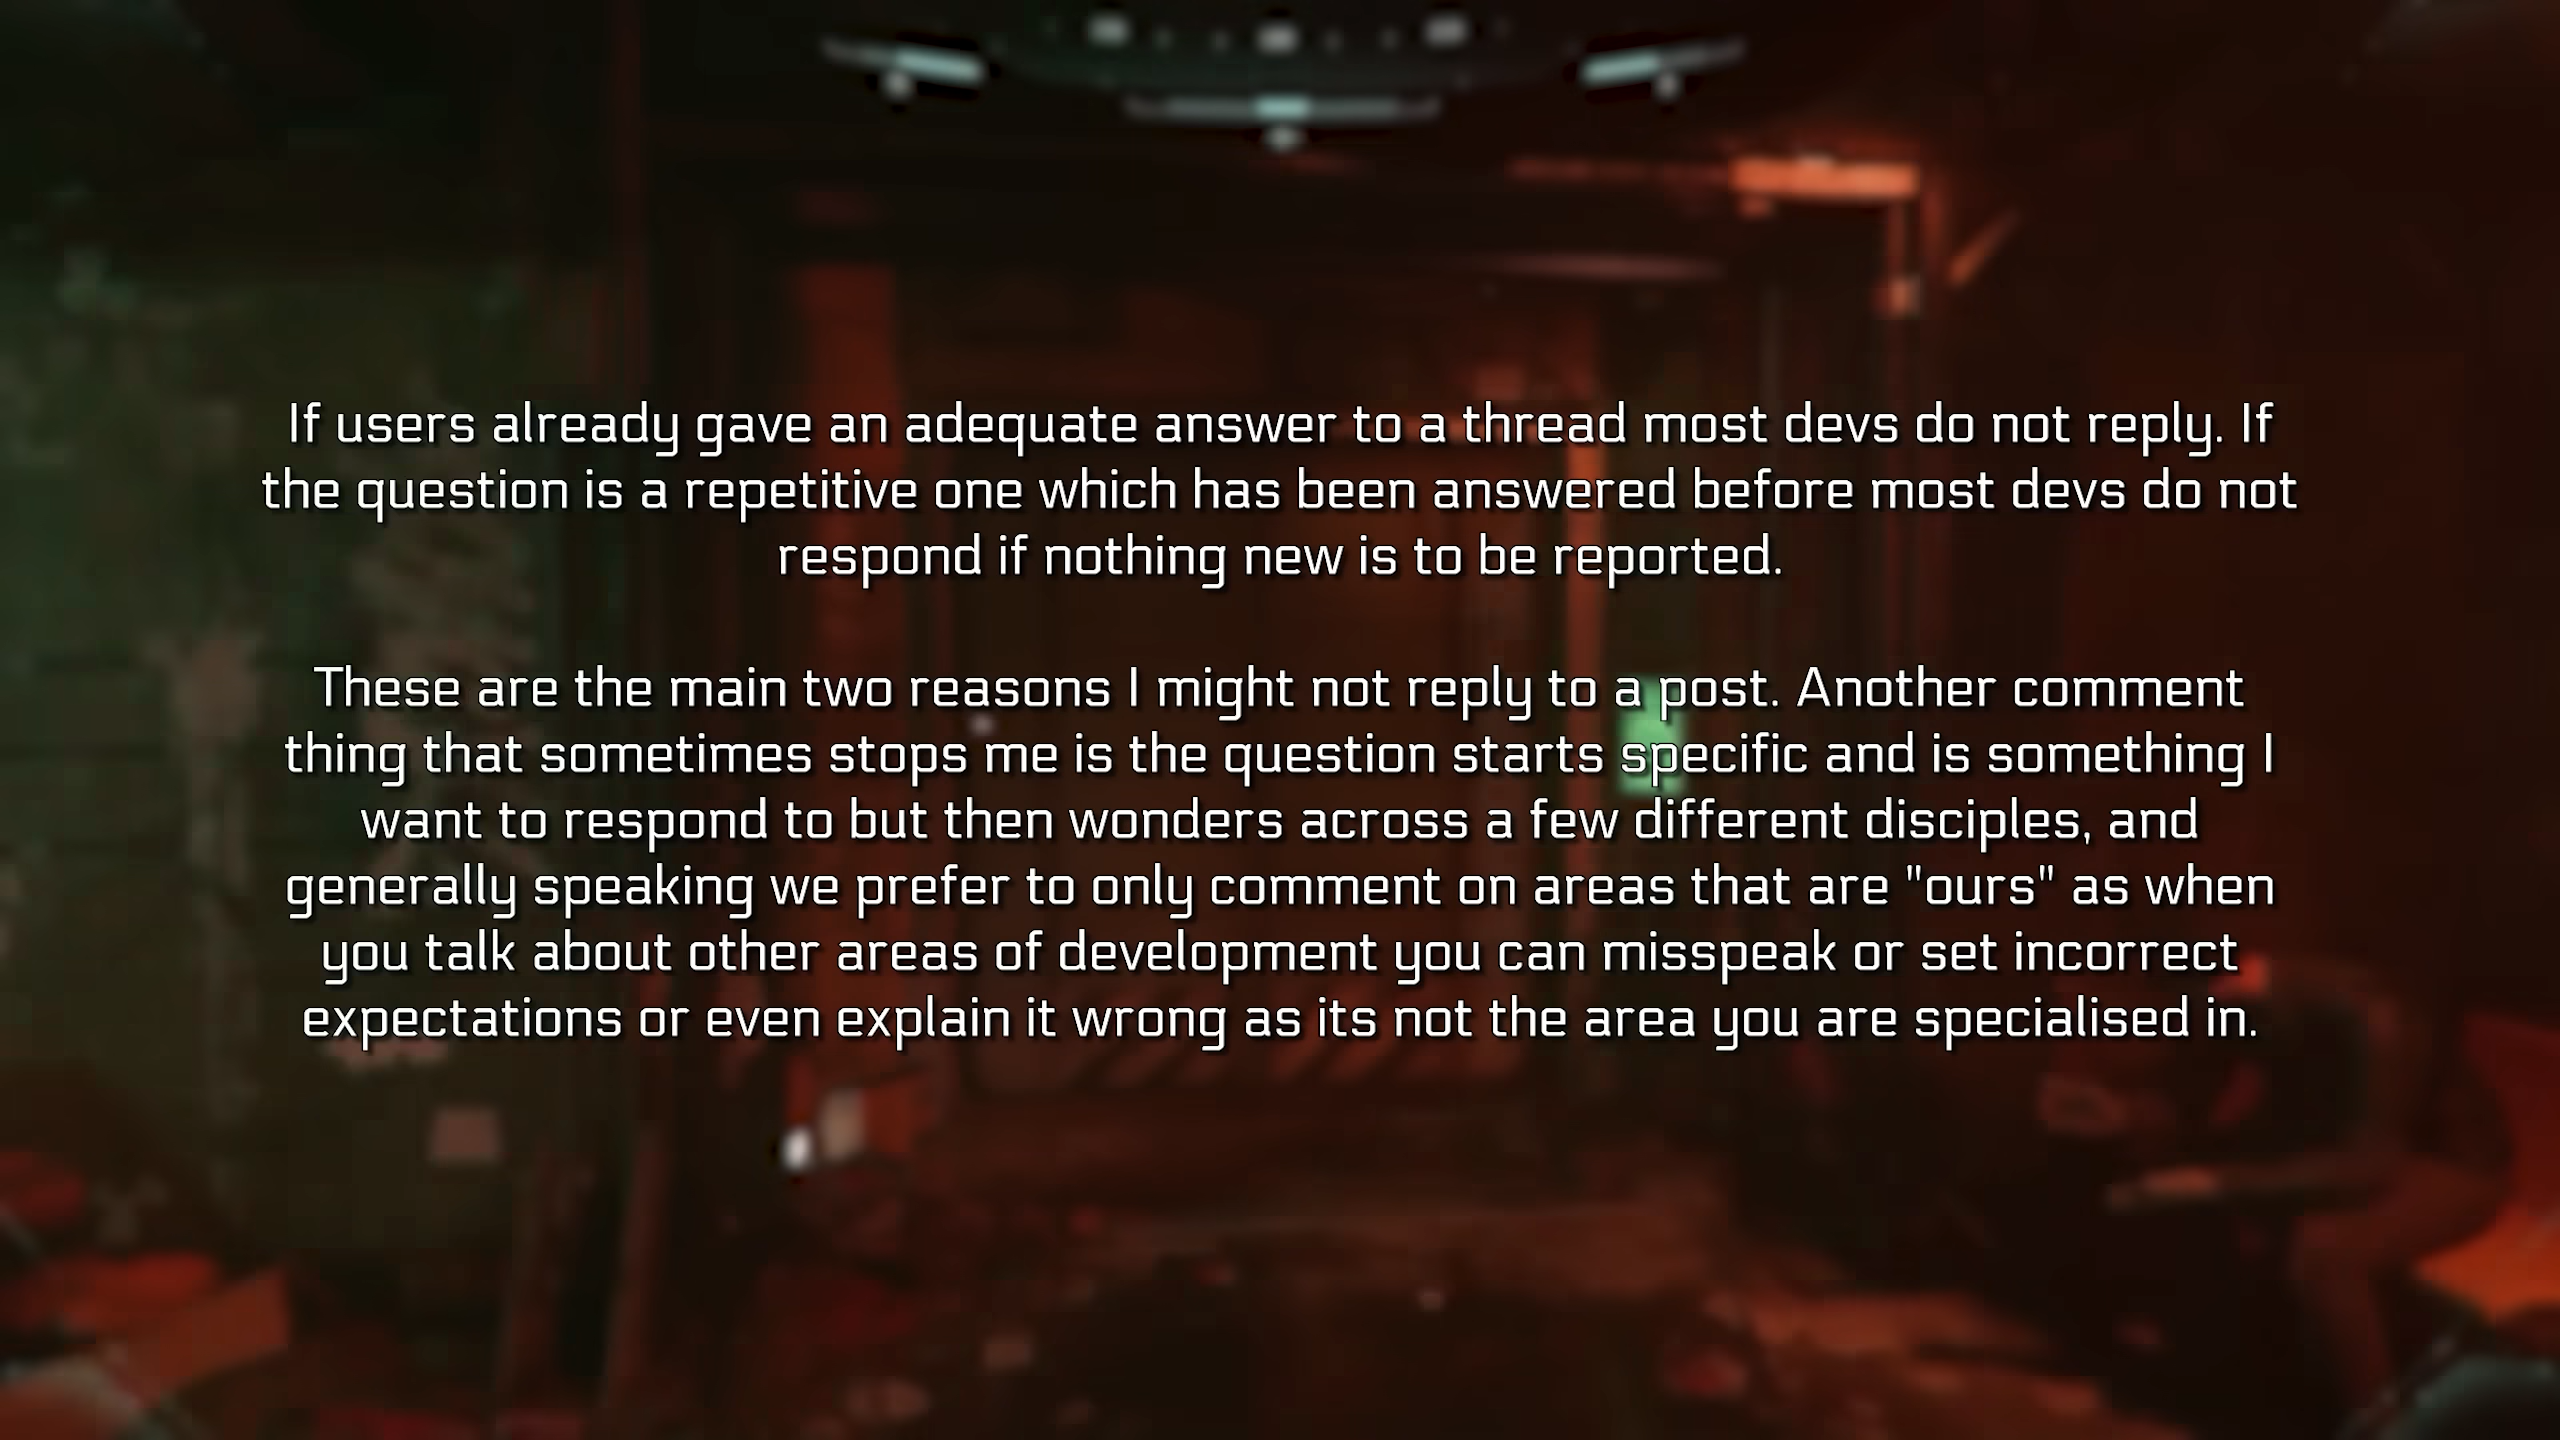 If users already gave an adequate answer to a thread most devs do not reply. If
the question is a repetitive one which has been answered before most devs do not
respond if nothing new is to be reported.
These are the main two reasons I might not reply to a post. Another comment
thing that sometimes stops me is the question starts specific and is something I
want to respond to but then wonders across a few different disciples, and
generally speaking we prefer to only comment on areas that are "ours" as when
you talk about other areas of development you can misspeak or set incorrect
expectations or even explain it wrong as its not the area you are specialised in.